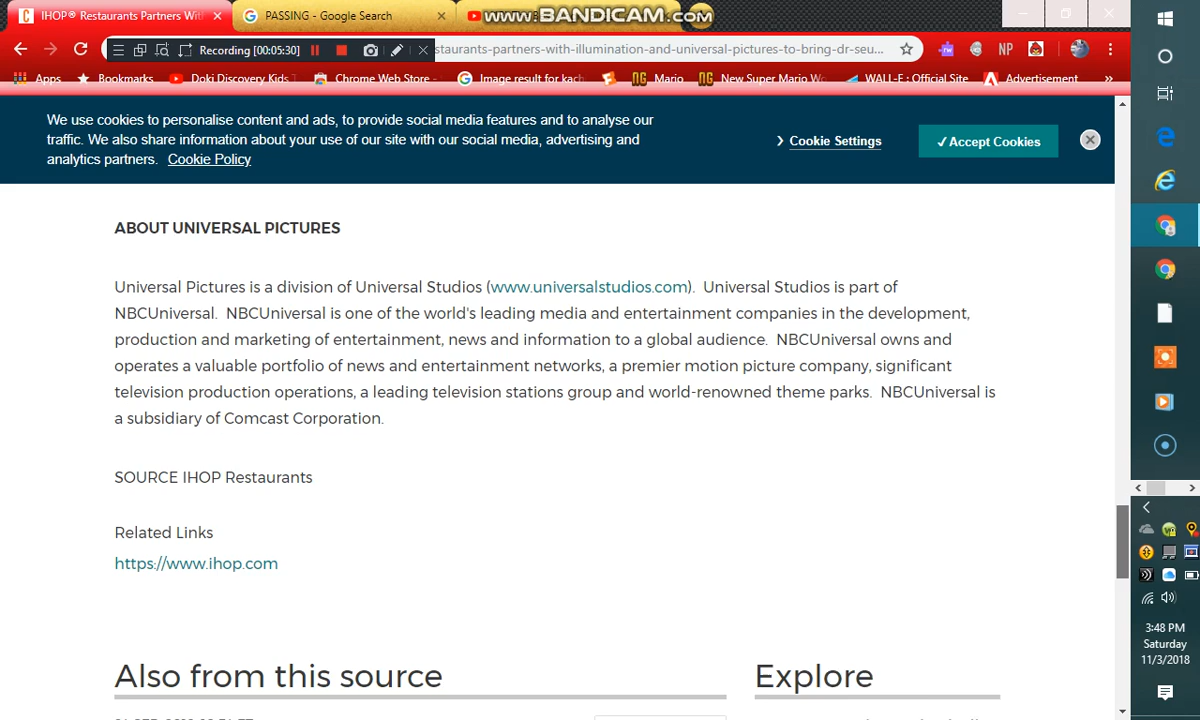 IHOP® Restaurants Partners Wit
PASSING - Google Search
www.BANDICAM.com
Recording [00:05:30]
staurants-partners-with-illumination-and-universal-pictures-to-bring-dr-seu...
NP
Apps
Bookmarks
Doki Discovery Kids
Chrome Web Store -
Image result for kach
NG Mario
NG New Super Mario Wo
WALL-E : Official Site
Advertisement
»
We use cookies to personalise content and ads, to provide social media features and to analyse our
traffic. We also share information about your use of our site with our social media, advertising and
analytics partners. Cookie Policy
Cookie Settings
✓Accept Cookies
ABOUT UNIVERSAL PICTURES
Universal Pictures is a division of Universal Studios (www.universalstudios.com). Universal Studios is part of
NBCUniversal. NBCUniversal is one of the world's leading media and entertainment companies in the development,
production and marketing of entertainment, news and information to a global audience. NBCUniversal owns and
operates a valuable portfolio of news and entertainment networks, a premier motion picture company, significant
television production operations, a leading television stations group and world-renowned theme parks. NBCUniversal is
a subsidiary of Comcast Corporation.
SOURCE IHOP Restaurants
Related Links
https://www.ihop.com
Also from this source
Explore
3:48 PM
Saturday
11/3/2018